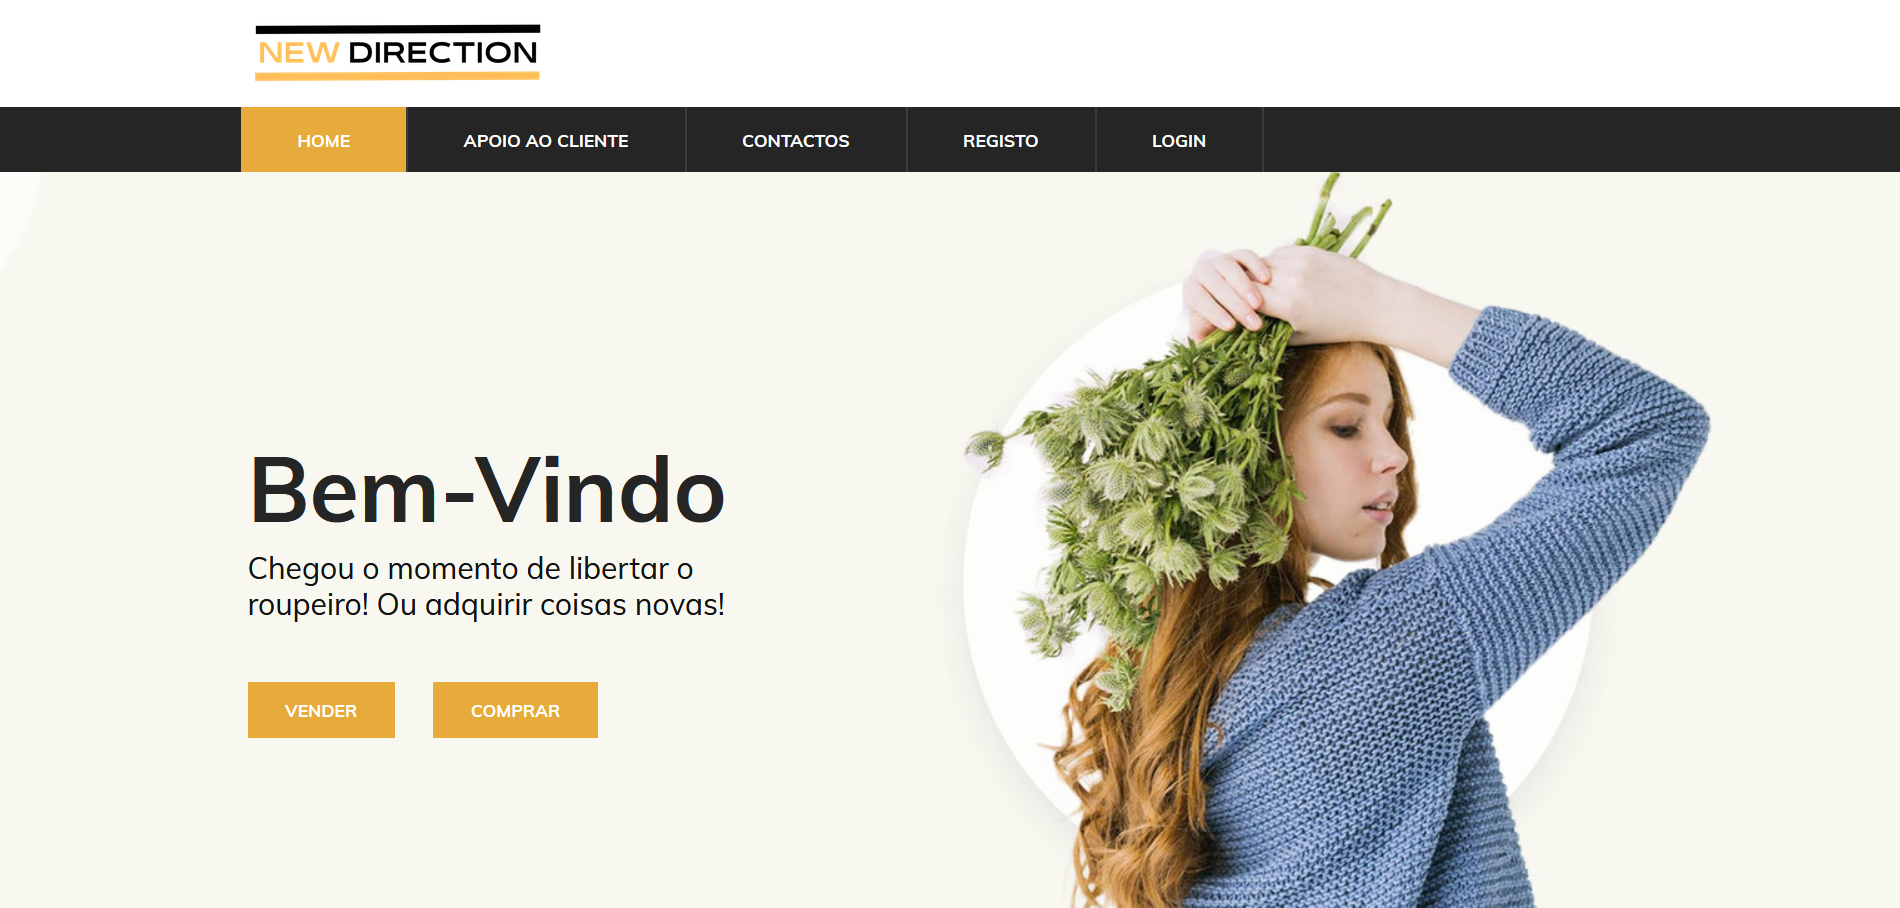 NEW DIRECTION
HOME APOIO AO CLIENTE CONTACTOS REGISTO LOGIN
Bem-Vindo
Chegou o momento de libertar o
roupeiro! Ou adquirir coisas novas!
VENDER COMPRAR